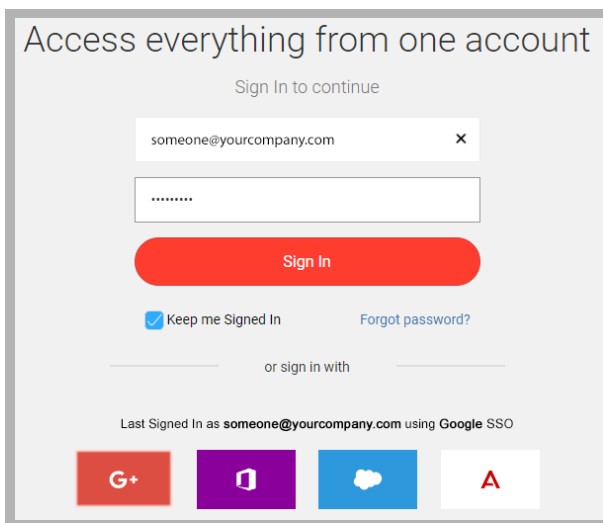 Access everything from one account
Sign In to continue
someone@yourcompany.com ×
•••••••••
Sign In
Keep me Signed In Forgot password?
or sign in with
Last Signed In as someone@yourcompany.com using Google SSO
G+
A